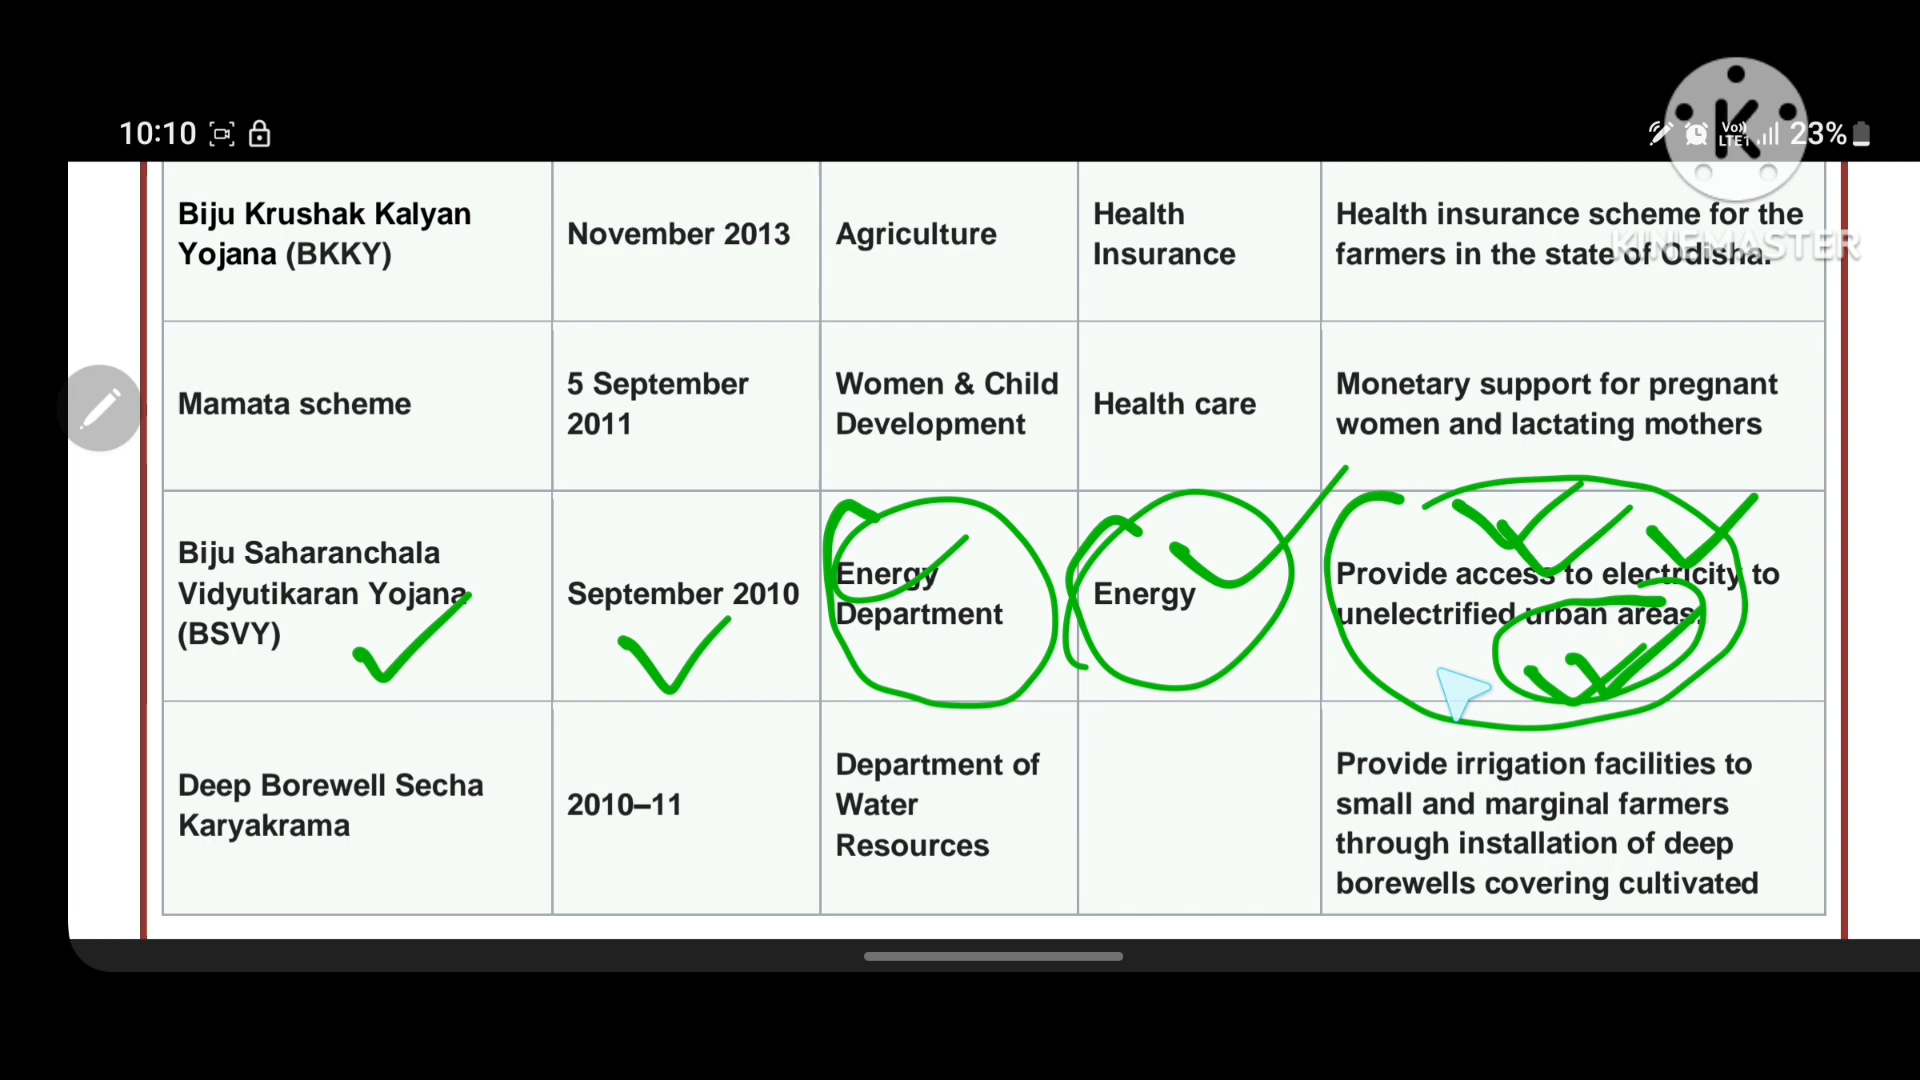 10:10
Vo)) LTE1 23%
KINEMASTER
Biju Krushak Kalyan
Yojana (BKKY)
November 2013
Agriculture
Health
Insurance
Health insurance scheme for the
farmers in the state of Odisha.
Mamata scheme
5 September
2011
Women & Child
Development
Health care
Monetary support for pregnant
women and lactating mothers
Biju Saharanchala
Vidyutikaran Yojana
(BSVY)
September 2010
Energy
Department
Energy
Provide access to electricity to
unelectrified urban areas.
Deep Borewell Secha
Karyakrama
2010–11
Department of
Water
Resources
Provide irrigation facilities to
small and marginal farmers
through installation of deep
borewells covering cultivated